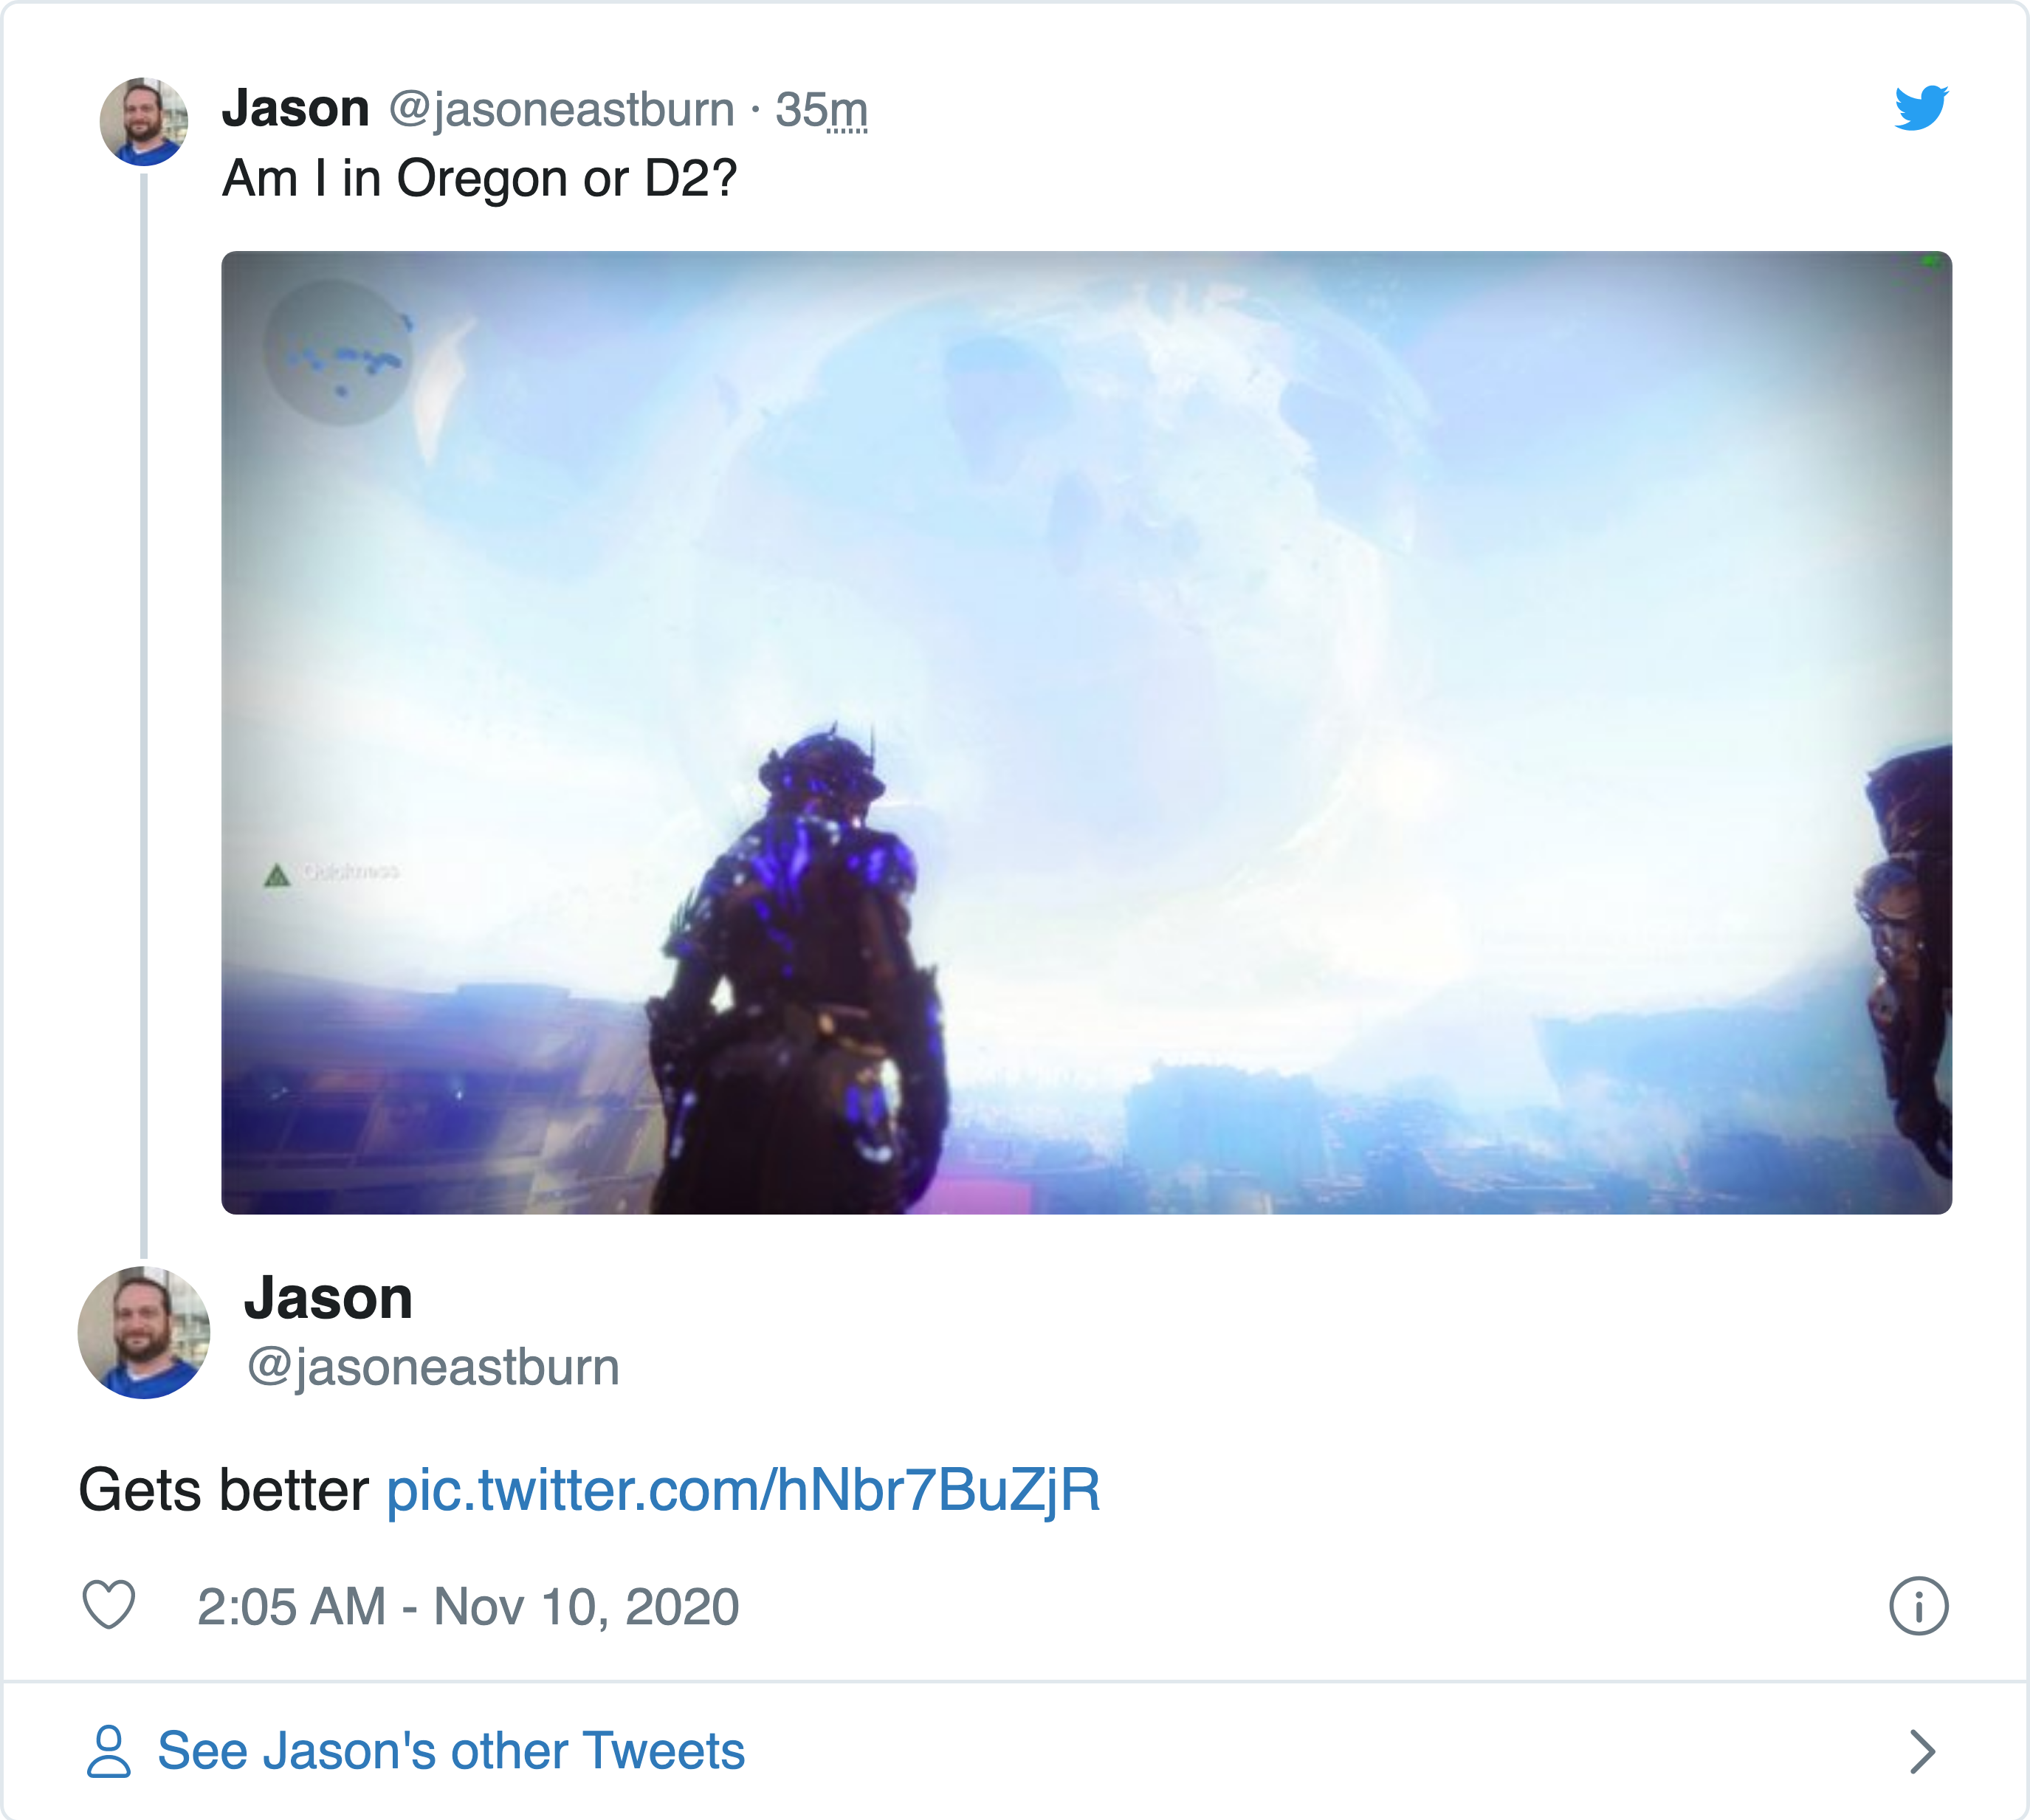 Jason @jasoneastburn · 35m
Am I in Oregon or D2?
Quickness
Jason
@jasoneastburn
Gets better pic.twitter.com/hNbr7BuZjR
2:05 AM - Nov 10, 2020
See Jason's other Tweets